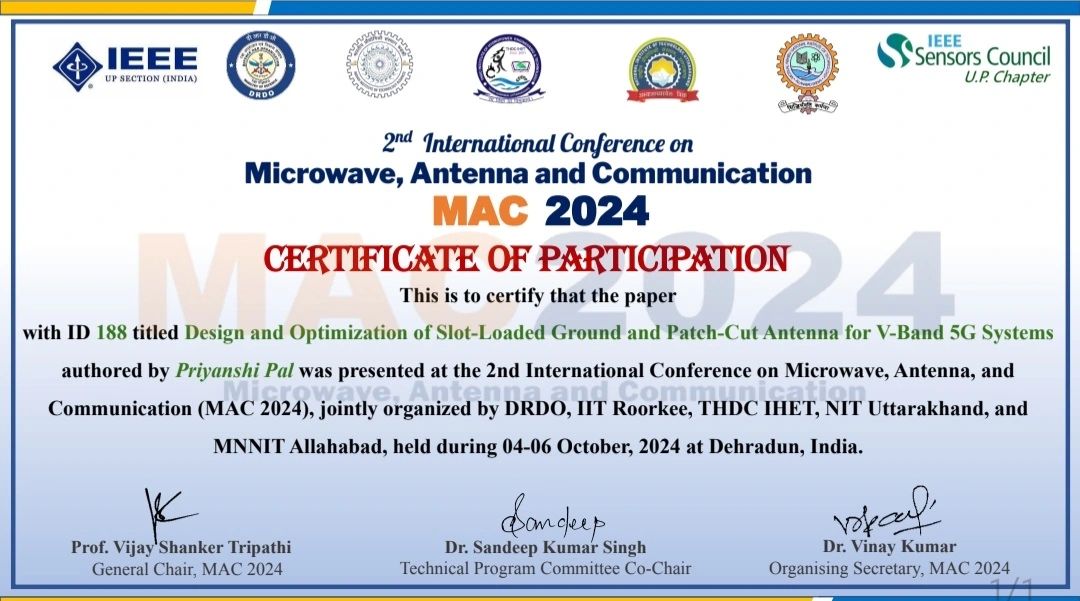 IEEE
UP SECTION (INDIA)
DRDO
IEEE
Sensors Council
U.P. Chapter
2nd International Conference on
Microwave, Antenna and Communication
MAC 2024
MAC 2024
CERTIFICATE OF PARTICIPATION
This is to certify that the paper
with ID 188 titled Design and Optimization of Slot-Loaded Ground and Patch-Cut Antenna for V-Band 5G Systems
authored by Priyanshi Pal was presented at the 2nd International Conference on Microwave, Antenna, and
Microwave, Antenna and Communication
Communication (MAC 2024), jointly organized by DRDO, IIT Roorkee, THDC IHET, NIT Uttarakhand, and
MNNIT Allahabad, held during 04-06 October, 2024 at Dehradun, India.
Sandeep
Prof. Vijay Shanker Tripathi
Dr. Sandeep Kumar Singh
Dr. Vinay Kumar
General Chair, MAC 2024
Technical Program Committee Co-Chair
Organising Secretary, MAC 2024
1/1